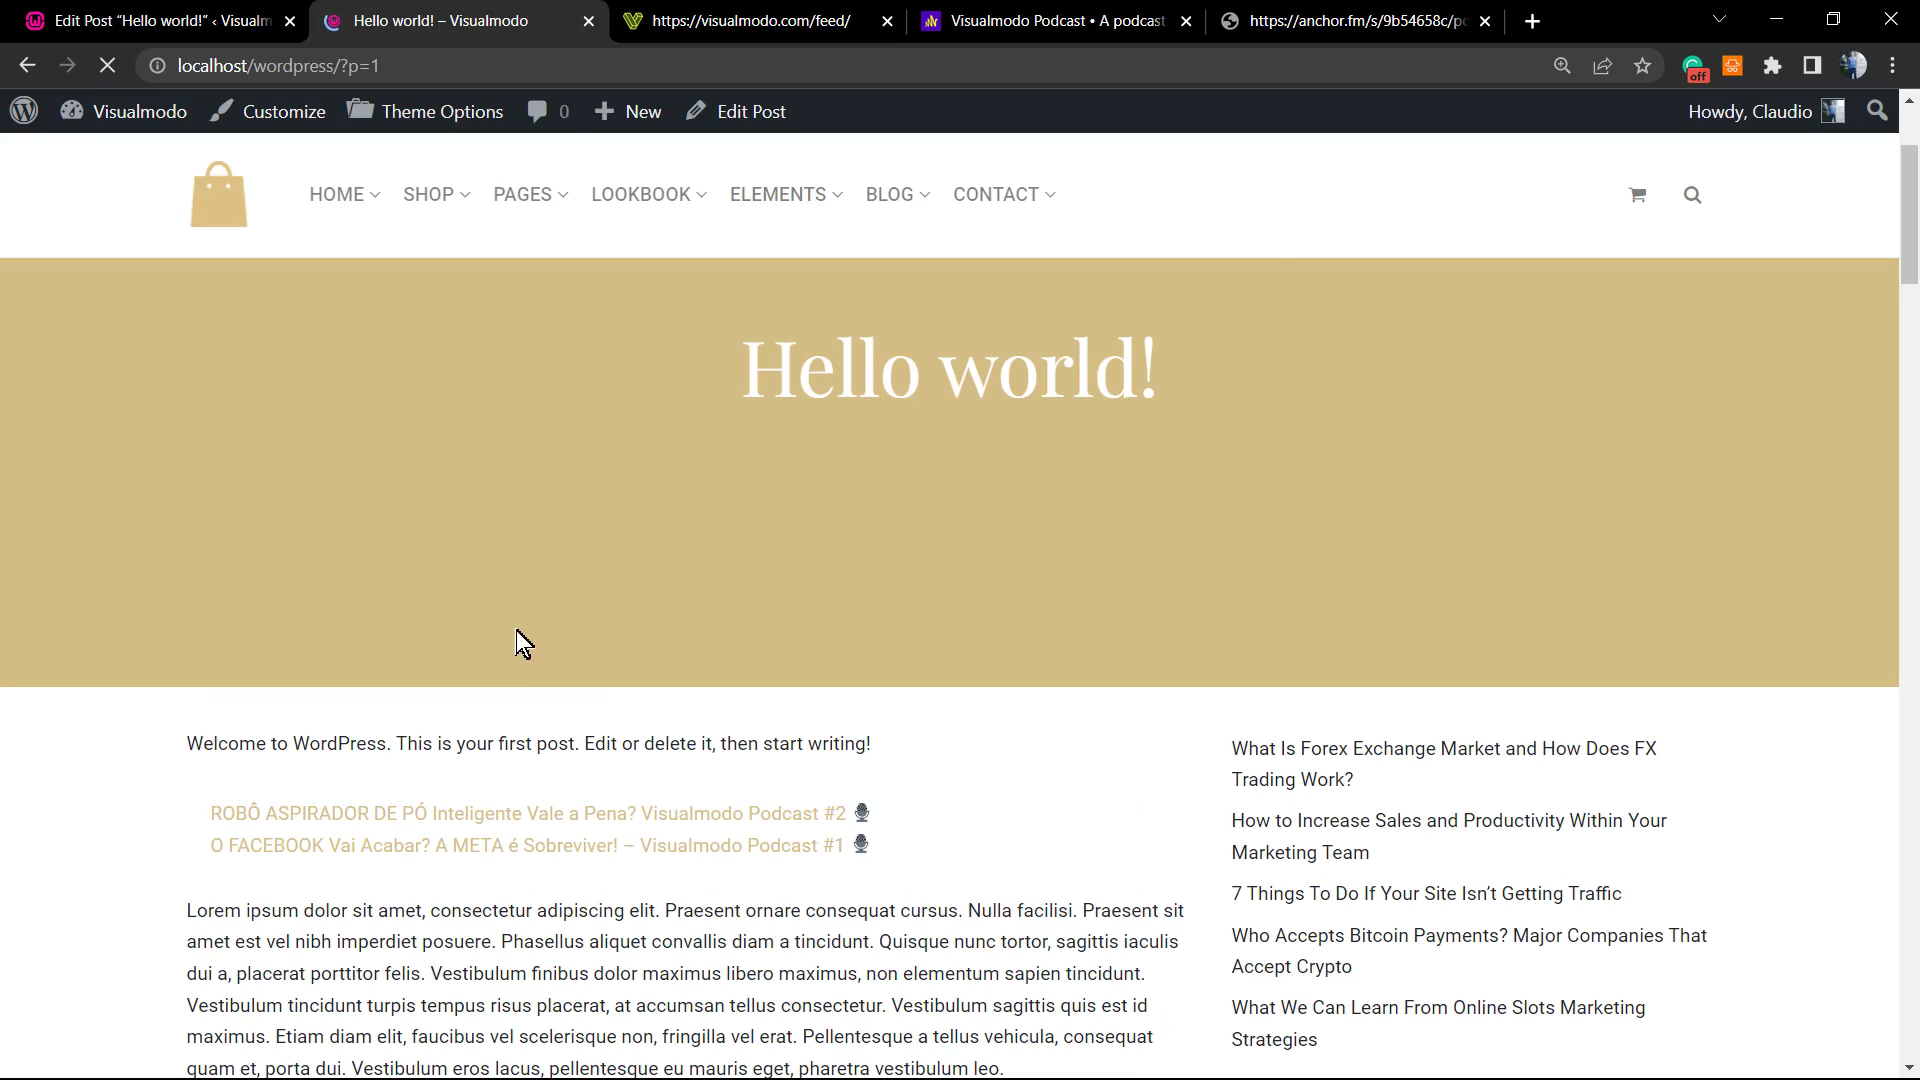 Edit Post “Hello world!” ‹ Visualm
Hello world! – Visualmodo
https://visualmodo.com/feed/
Visualmodo Podcast • A podcast
https://anchor.fm/s/9b54658c/po
localhost/wordpress/?p=1
off
Visualmodo
Customize
Theme Options
0
New
Edit Post
Howdy, Claudio
HOME
SHOP
PAGES
LOOKBOOK
ELEMENTS
BLOG
CONTACT
Hello world!
Welcome to WordPress. This is your first post. Edit or delete it, then start writing!
ROBÔ ASPIRADOR DE PÓ Inteligente Vale a Pena? Visualmodo Podcast #2 🎙
O FACEBOOK Vai Acabar? A META é Sobreviver! – Visualmodo Podcast #1 🎙
Lorem ipsum dolor sit amet, consectetur adipiscing elit. Praesent ornare consequat cursus. Nulla facilisi. Praesent sit
amet est vel nibh imperdiet posuere. Phasellus aliquet convallis diam a tincidunt. Quisque nunc tortor, sagittis iaculis
dui a, placerat porttitor felis. Vestibulum finibus dolor maximus libero maximus, non elementum sapien tincidunt.
Vestibulum tincidunt turpis tempus risus placerat, at accumsan tellus consectetur. Vestibulum sagittis quis est id
maximus. Etiam diam elit, faucibus vel scelerisque non, fringilla vel erat. Pellentesque a tellus vehicula, consequat
quam et, porta dui. Vestibulum eros lacus, pellentesque eu mauris eget, pharetra vestibulum leo.
What Is Forex Exchange Market and How Does FX
Trading Work?
How to Increase Sales and Productivity Within Your
Marketing Team
7 Things To Do If Your Site Isn’t Getting Traffic
Who Accepts Bitcoin Payments? Major Companies That
Accept Crypto
What We Can Learn From Online Slots Marketing
Strategies